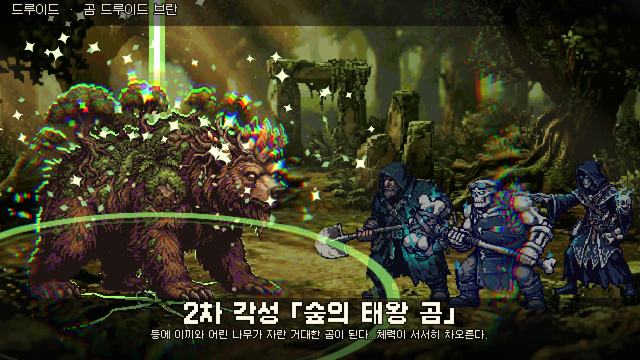 드루이드 · 곰 드루이드 브란
2차 각성 「숲의 태왕 곰」
등에 이끼와 어린 나무가 자란 거대한 곰이 된다. 체력이 서서히 차오른다.